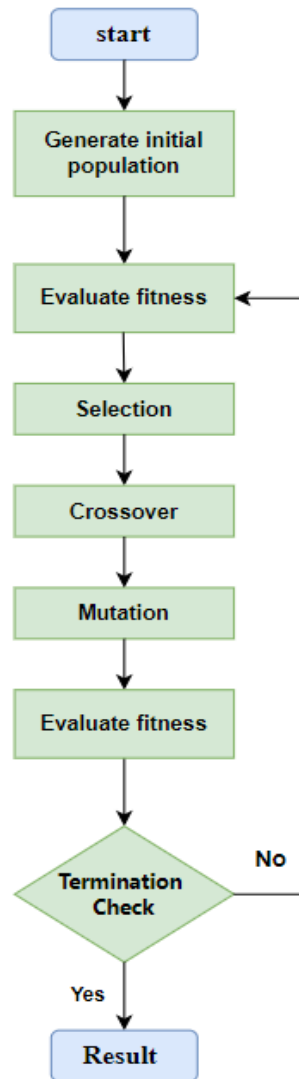 start
Generate initial
population
Evaluate fitness
Selection
Crossover
Mutation
Evaluate fitness
Termination
Check
No
Yes
Result